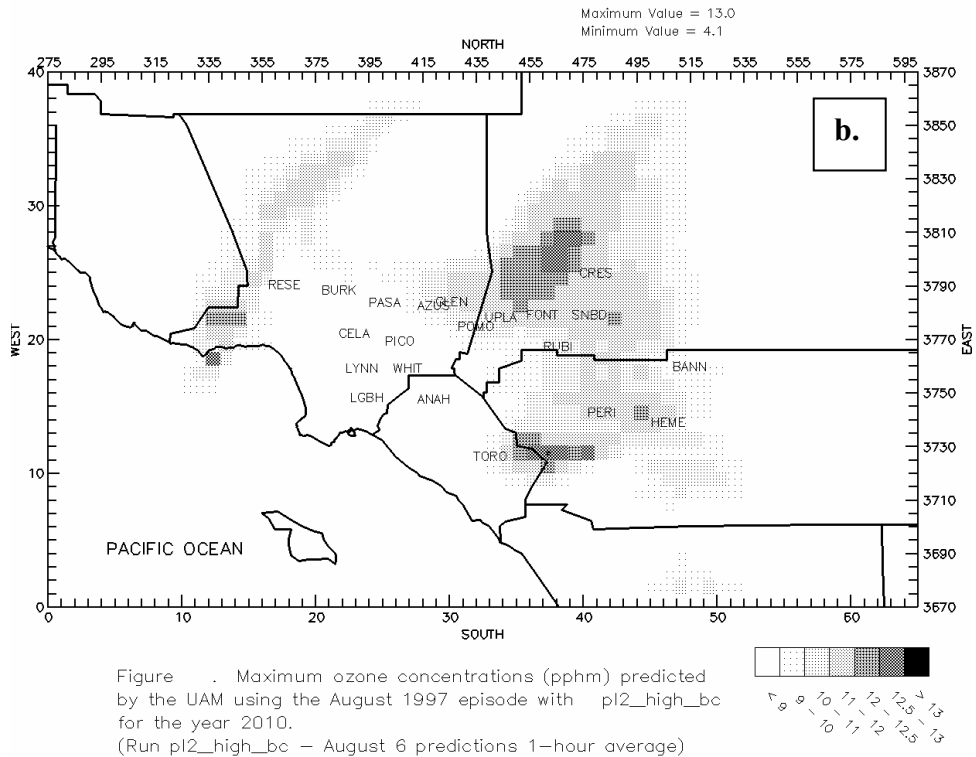 Maximum Value = 13.0
Minimum Value = 4.1
NORTH
275 295 315 335 355 375 395 415 435 455 475 495 515 535 555 575 595
40 3870
b.
3850
3830
30
3810
CRES
RESE BURK 3790
PASA AZUS GLEN
UPLA FONT SNBD
POMO 3770
CELA PICO
WEST 20 EAST
RUBI
LYNN WHIT BANN
3750
LGBH ANAH
PERI HEME
3730
TORO
10
3710
PACIFIC OCEAN
3690
0 3670
0 10 20 30 40 50 60
SOUTH
Figure . Maximum ozone concentrations (pphm) predicted
by the UAM using the August 1997 episode with pl2_high_bc
for the year 2010.
(Run pl2_high_bc – August 6 predictions 1-hour average)
< 9
9 - 10
10 - 11
11 - 12
12 - 12.5
12.5 - 13
> 13